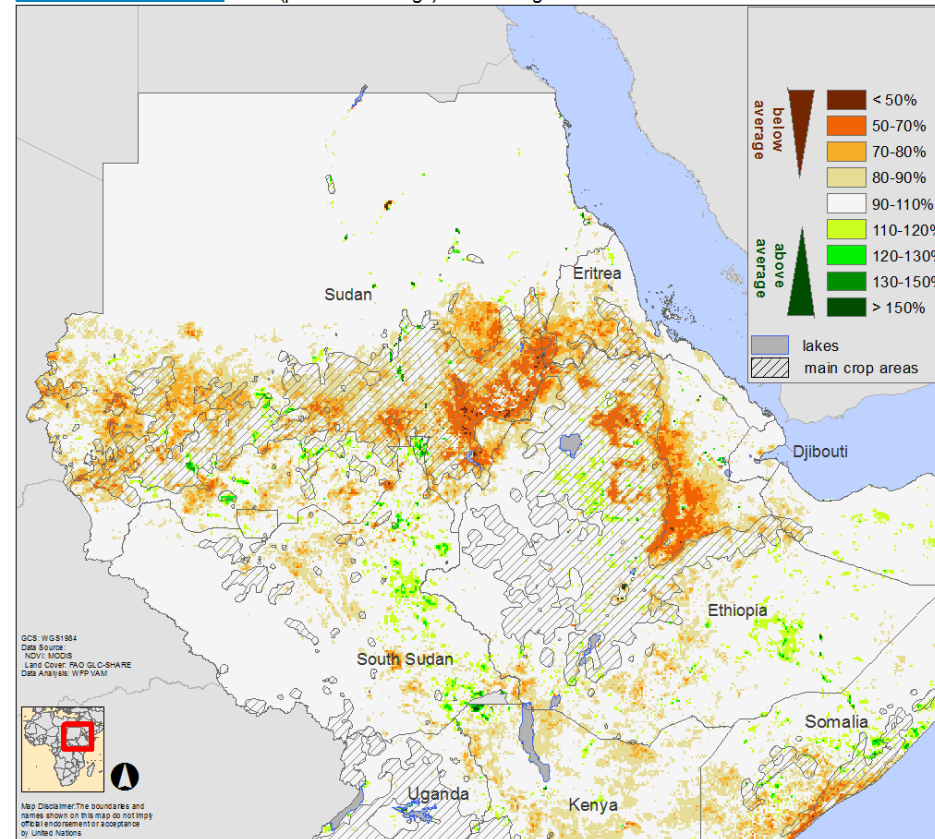 < 50%
50-70%
70-80%
80-90%
90-110%
110-120%
120-130%
130-150%
> 150%
below
average
above
average
lakes
main crop areas
Eritrea
Sudan
Djibouti
Ethiopia
South Sudan
Somalia
Uganda
Kenya
GCS: WGS1984
Data Source:
NDVI: MODIS
Land Cover: FAO GLC-SHARE
Data Analysis: WFP VAM
Map Disclaimer:The boundaries and
names shown on this map do not imply
official endorsement or acceptance
by United Nations